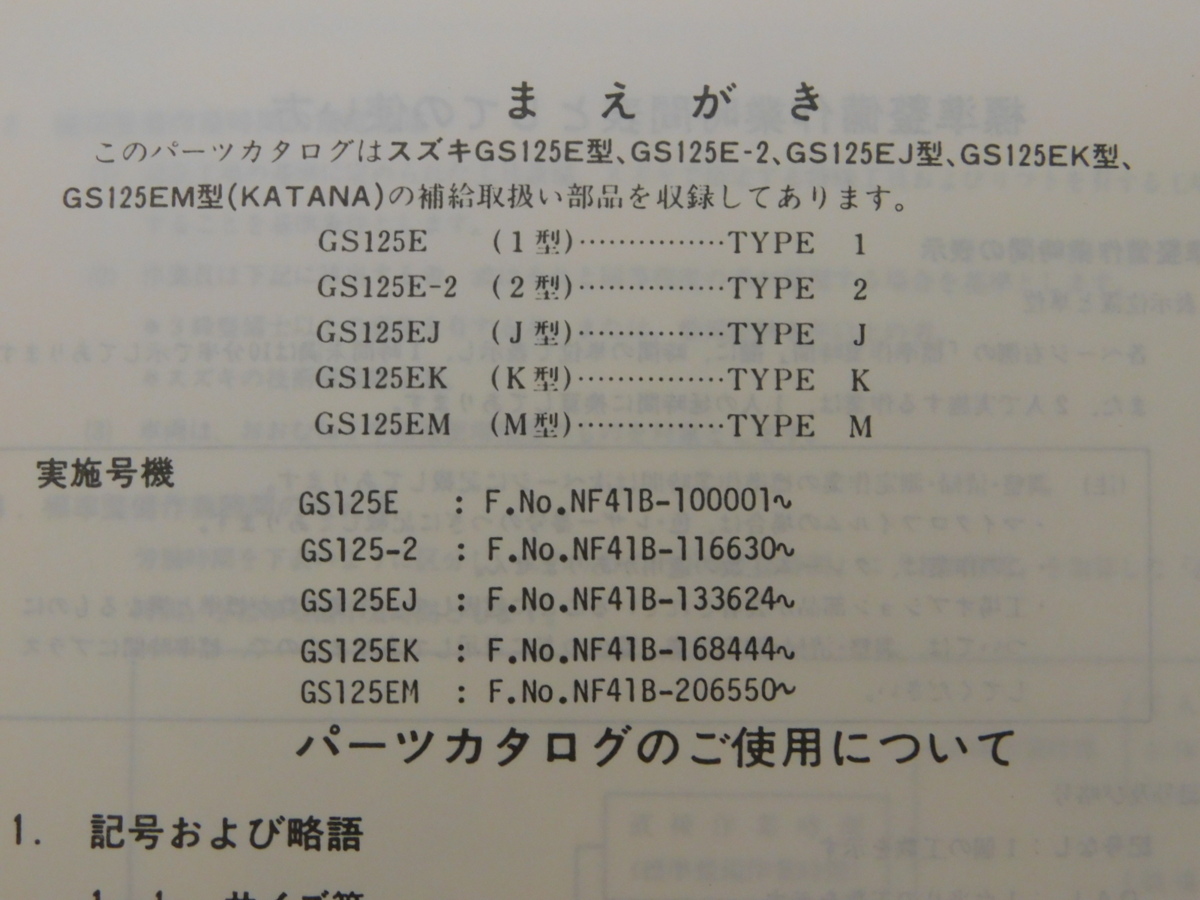 まえがき
このパーツカタログはスズキGS125E型、GS125E-2、GS125EJ型、GS125EK型、
GS125EM型(KATANA)の補給取扱い部品を収録してあります。
GS125E (1型)……………TYPE 1
GS125E-2 (2型)……………TYPE 2
GS125EJ (J型)……………TYPE J
GS125EK (K型)……………TYPE K
GS125EM (M型)……………TYPE M
実施号機
GS125E : F.No.NF41B-100001~
GS125-2 : F.No.NF41B-116630~
GS125EJ : F.No.NF41B-133624~
GS125EK : F.No.NF41B-168444~
GS125EM : F.No.NF41B-206550~
パーツカタログのご使用について
1. 記号および略語